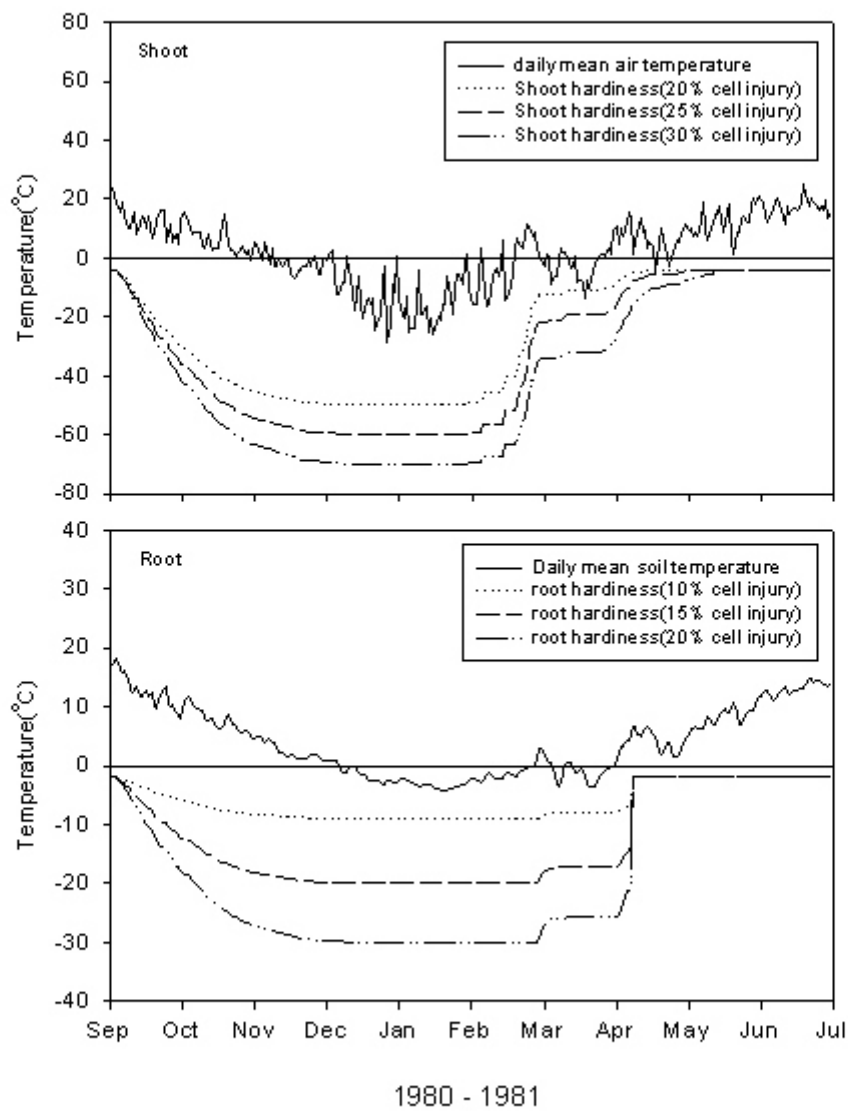 80
60
40
20
0
-20
-40
-60
-80
Temperature(°C)
Shoot
daily mean air temperature
Shoot hardiness(20% cell injury)
Shoot hardiness(25% cell injury)
Shoot hardiness(30% cell injury)
40
30
20
10
0
-10
-20
-30
-40
Temperature(°C)
Root
Daily mean soil temperature
root hardiness(10% cell injury)
root hardiness(15% cell injury)
root hardiness(20% cell injury)
Sep Oct Nov Dec Jan Feb Mar Apr May Jun Jul
1980 - 1981